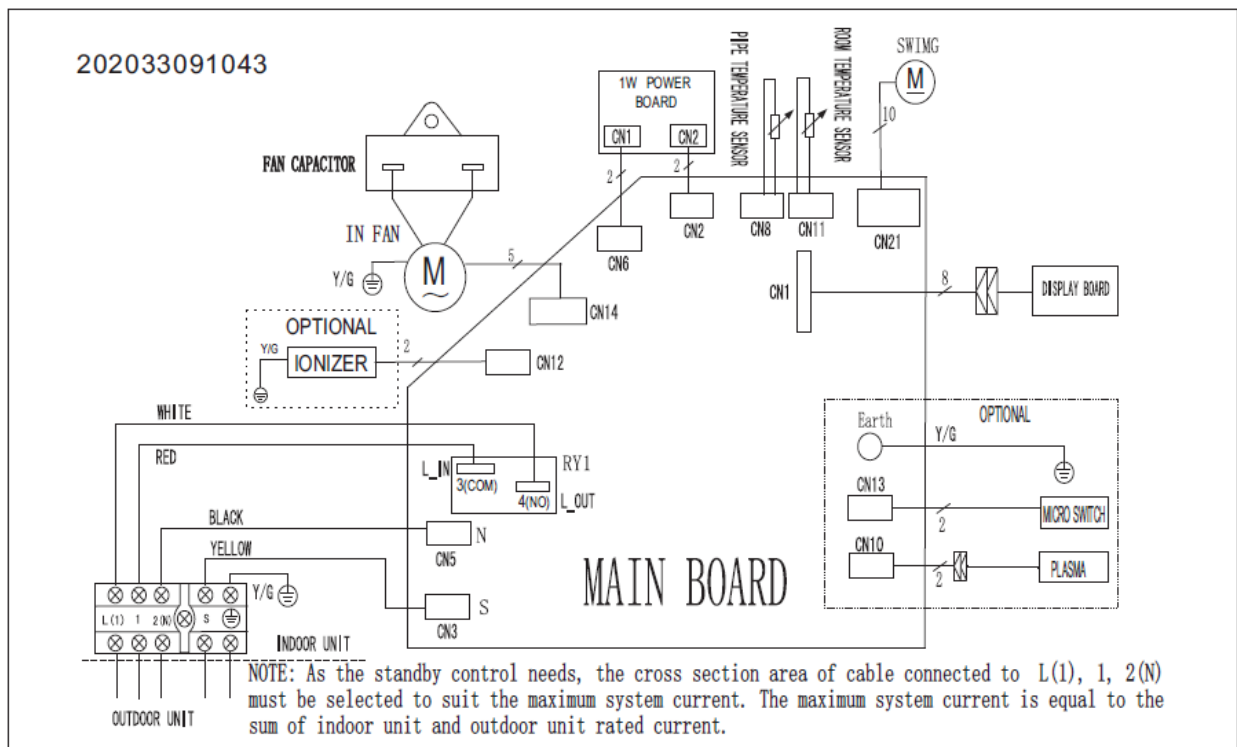 202033091043
1W POWER
BOARD
CN1
CN2
2
2
PIPE TEMPERATURE SENSOR
ROOM TEMPERATURE SENSOR
SWIMG
M
10
FAN CAPACITOR
IN FAN
M
~
Y/G
5
CN14
CN6
CN2
CN8
CN11
CN21
CN1
8
DISPLAY BOARD
OPTIONAL
Y/G
IONIZER
2
CN12
WHITE
RED
BLACK
YELLOW
L_IN
3(COM)
RY1
4(NO)
L_OUT
CN5
N
CN3
S
MAIN BOARD
OPTIONAL
Earth
Y/G
CN13
2
MICRO SWITCH
CN10
2
PLASMA
Y/G
L(1) 1 2(N) S
INDOOR UNIT
OUTDOOR UNIT
NOTE: As the standby control needs, the cross section area of cable connected to L(1), 1, 2(N)
must be selected to suit the maximum system current. The maximum system current is equal to the
sum of indoor unit and outdoor unit rated current.